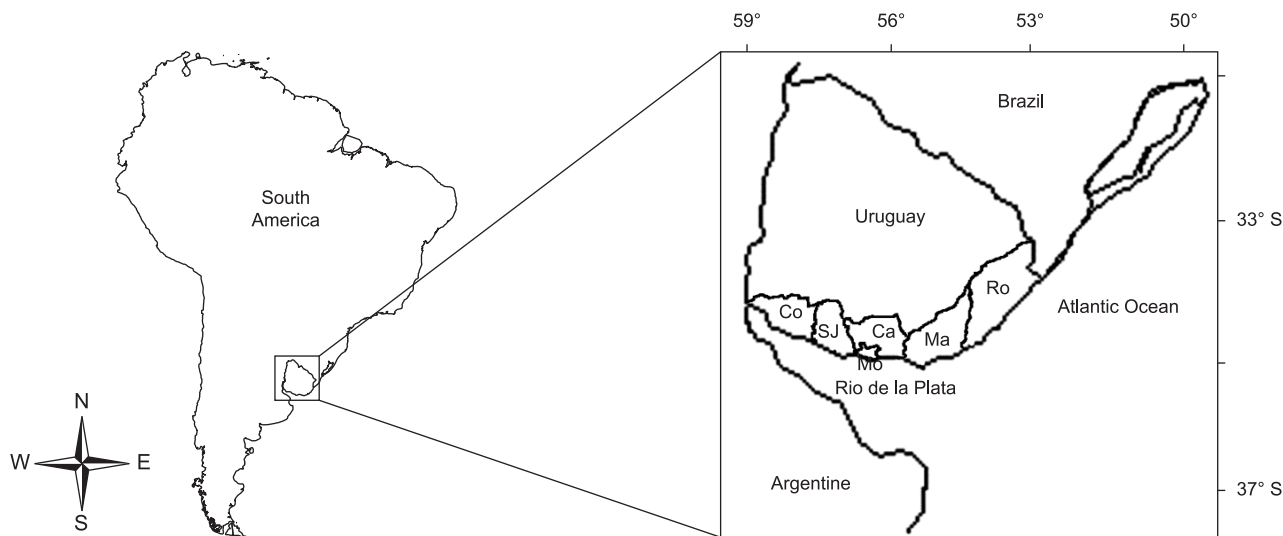 59°
56°
53°
50°
Brazil
South
America
Uruguay
33° S
Ro
Atlantic Ocean
Co
SJ
Ca
Ma
Mo
Rio de la Plata
N
W
E
S
Argentine
37° S